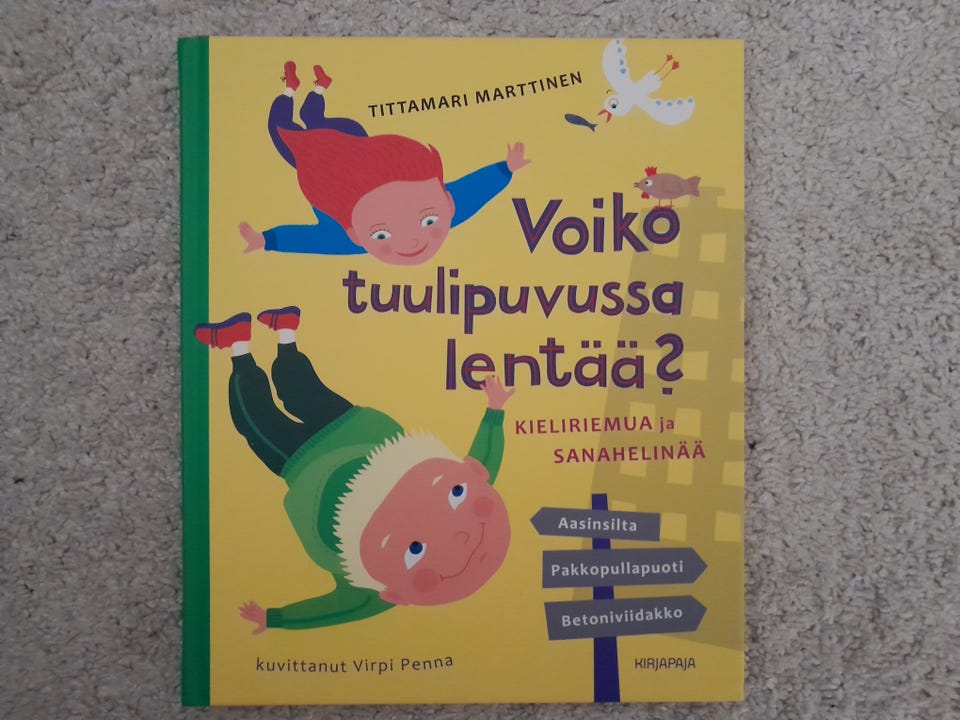 TITTAMARI MARTTINEN
Voiko
tuulipuvussa
lentää?
KIELIRIEMUA ja
SANAHELINÄÄ
Aasinsilta
Pakkopullapuoti
Betoniviidakko
kuvittanut Virpi Penna
KIRJAPAJA